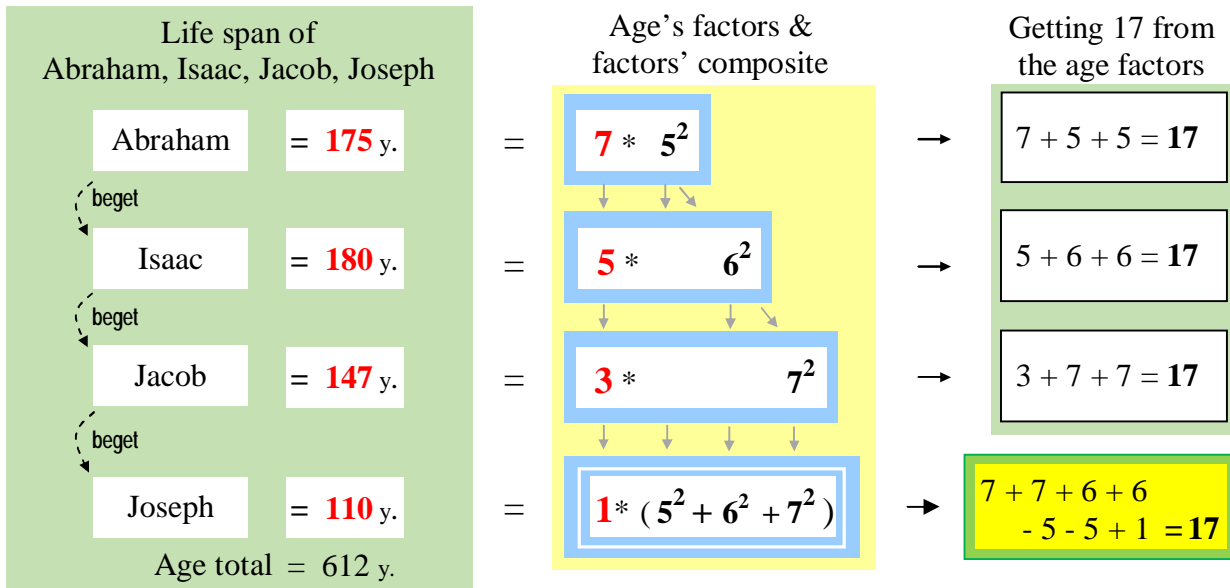 Life span of
Abraham, Isaac, Jacob, Joseph
Age’s factors &
factors’ composite
Getting 17 from
the age factors
Abraham = 175 y. = 7 * 5² → 7 + 5 + 5 = 17
beget
Isaac = 180 y. = 5 * 6² → 5 + 6 + 6 = 17
beget
Jacob = 147 y. = 3 * 7² → 3 + 7 + 7 = 17
beget
Joseph = 110 y. = 1* (5² + 6² + 7²) → 7 + 7 + 6 + 6
- 5 - 5 + 1 = 17
Age total = 612 y.